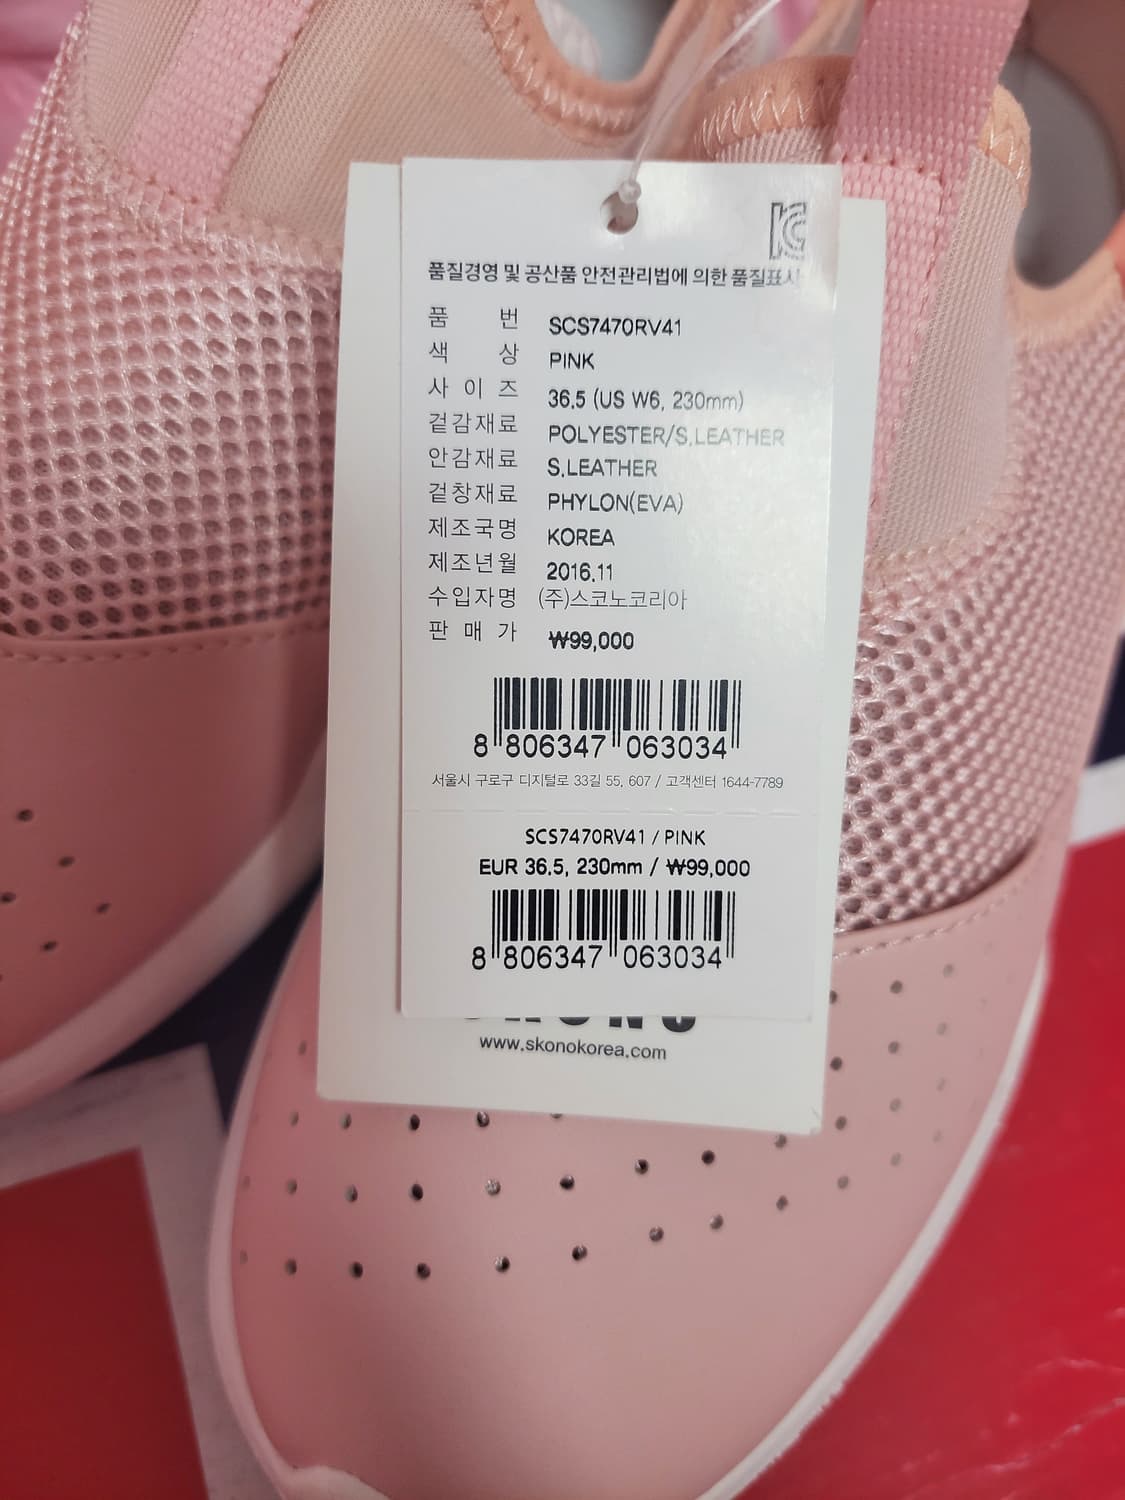 KC
품질경영 및 공산품 안전관리법에 의한 품질표시
품 번 SCS7470RV41
색 상 PINK
사 이 즈 36.5 (US W6, 230mm)
겉감재료 POLYESTER/S.LEATHER
안감재료 S.LEATHER
겉창재료 PHYLON(EVA)
제조국명 KOREA
제조년월 2016.11
수입자명 (주)스코노코리아
판 매 가 ₩99,000
8 806347 063034
서울시 구로구 디지털로 33길 55, 607 / 고객센터 1644-7789
SCS7470RV41 / PINK
EUR 36.5, 230mm / ₩99,000
8 806347 063034
www.skonokorea.com